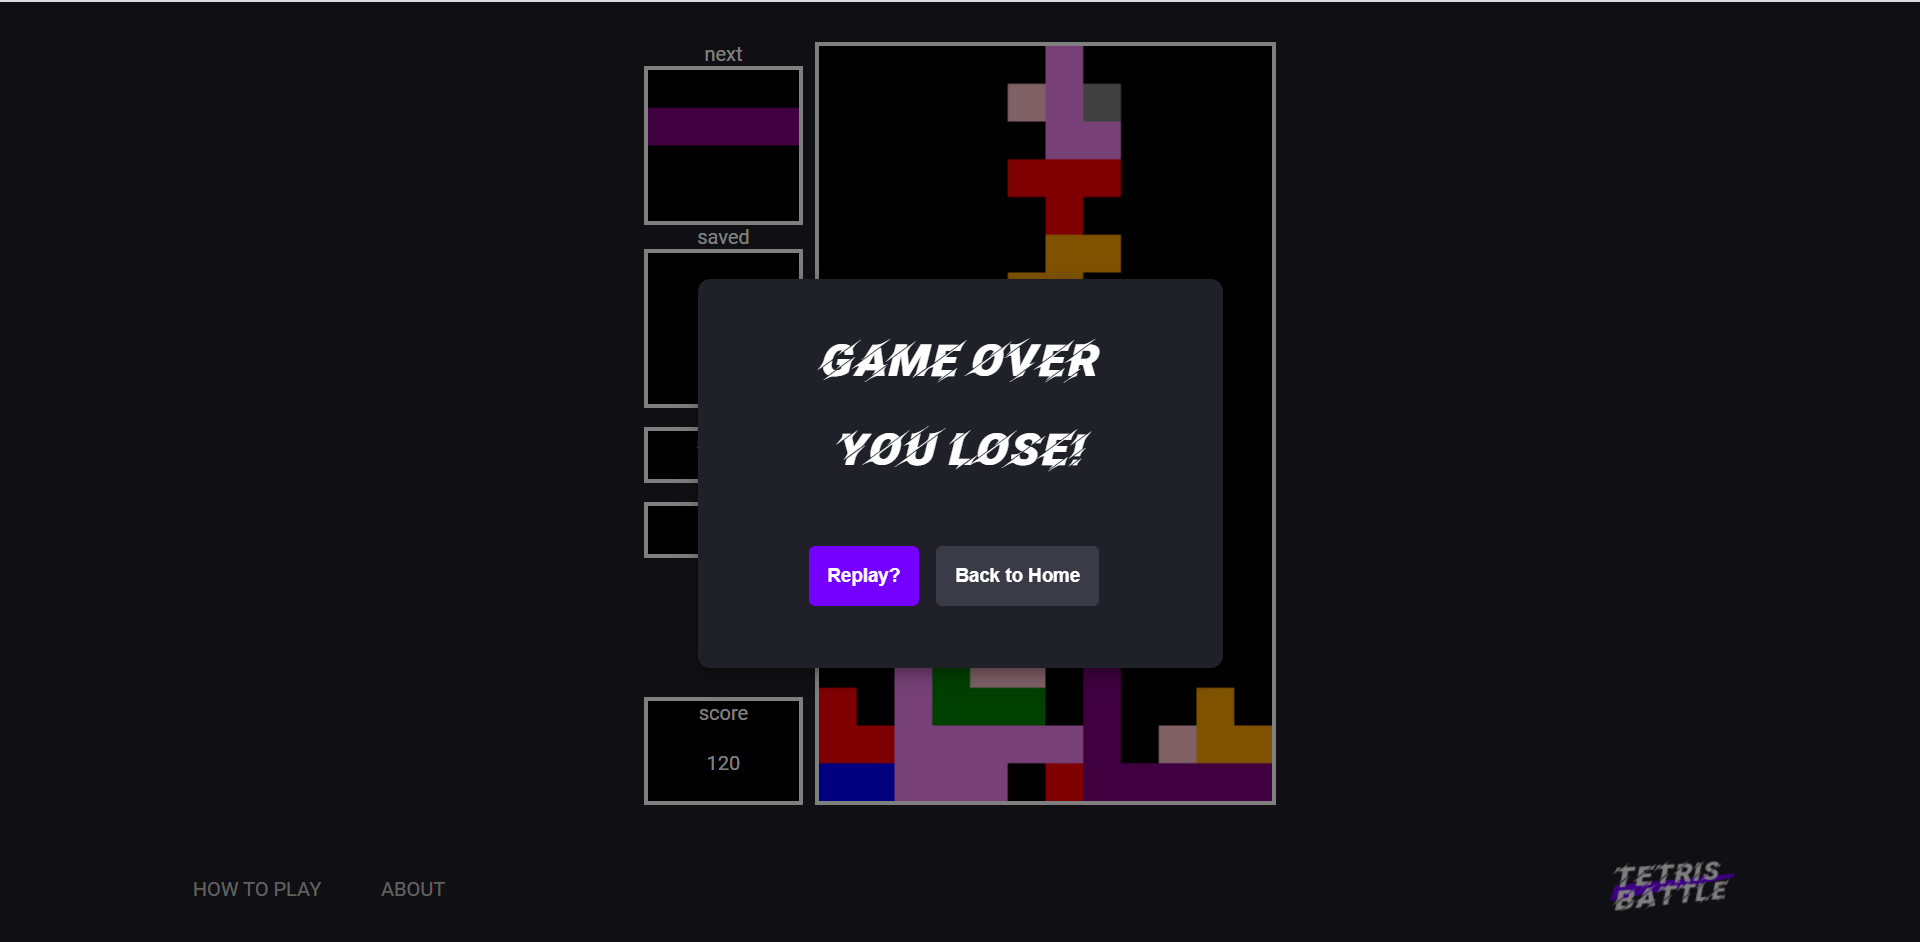 next
saved
GAME OVER
YOU LOSE!
Replay?
Back to Home
score
120
HOW TO PLAY
ABOUT
TETRIS
BATTLE